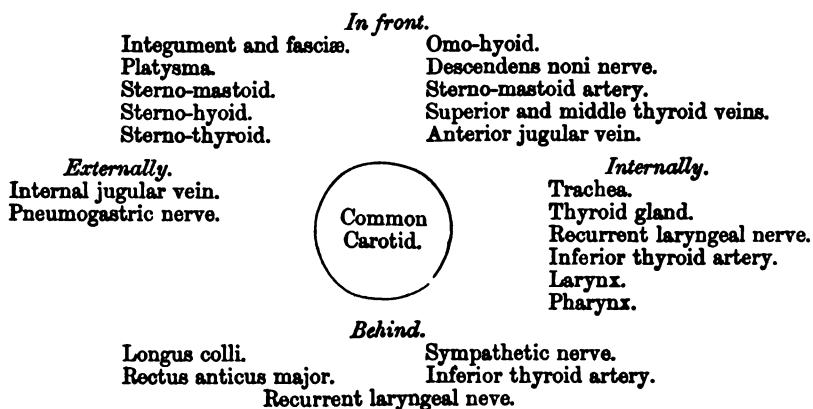 In front.
Integument and fasciæ. Omo-hyoid.
Platysma. Descendens noni nerve.
Sterno-mastoid. Sterno-mastoid artery.
Sterno-hyoid. Superior and middle thyroid veins.
Sterno-thyroid. Anterior jugular vein.
Externally.
Internal jugular vein.
Pneumogastric nerve.
Common
Carotid.
Internally.
Trachea.
Thyroid gland.
Recurrent laryngeal nerve.
Inferior thyroid artery.
Larynx.
Pharynx.
Behind.
Longus colli. Sympathetic nerve.
Rectus anticus major. Inferior thyroid artery.
Recurrent laryngeal neve.